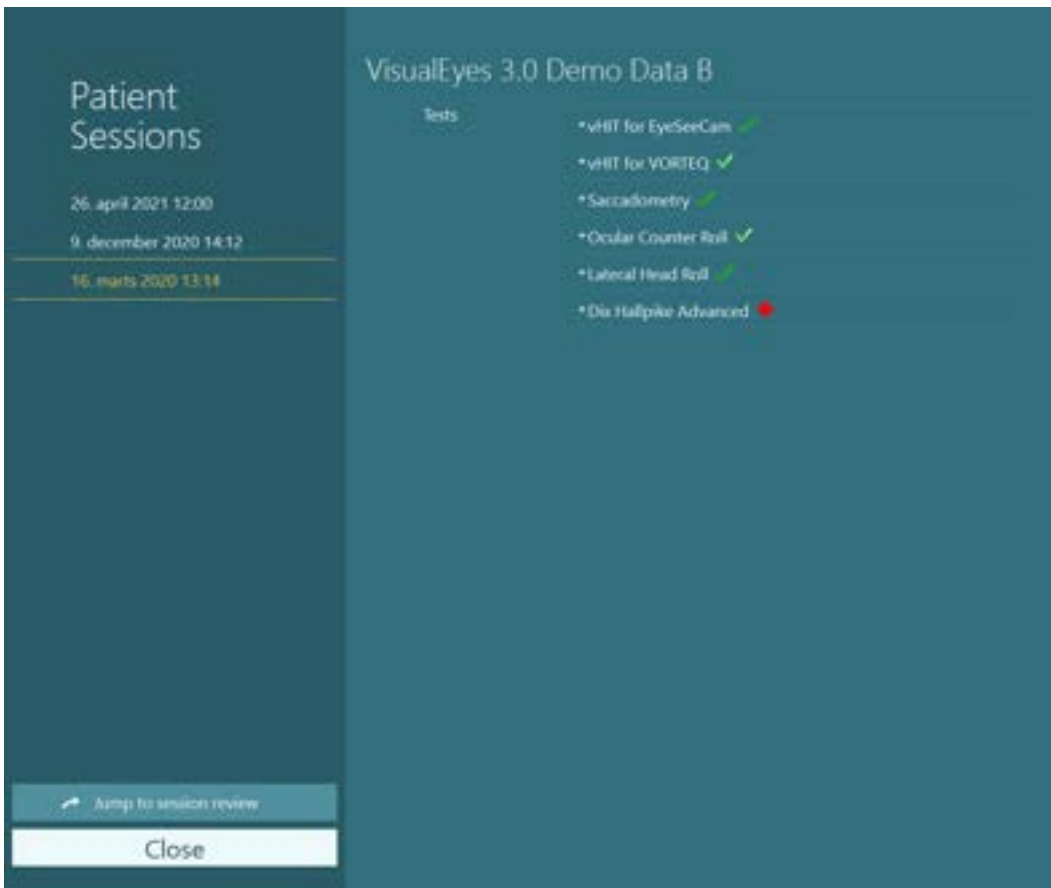 Patient
Sessions
26. april 2021 12:00
9. december 2020 14:12
16. marts 2020 13:14
Jump to session review
Close
VisualEyes 3.0 Demo Data B
Tests
*vHIT for EyeSeeCam
*vHIT for VORTEQ
*Saccadometry
*Ocular Counter Roll
*Lateral Head Roll
*Dix Hallpike Advanced